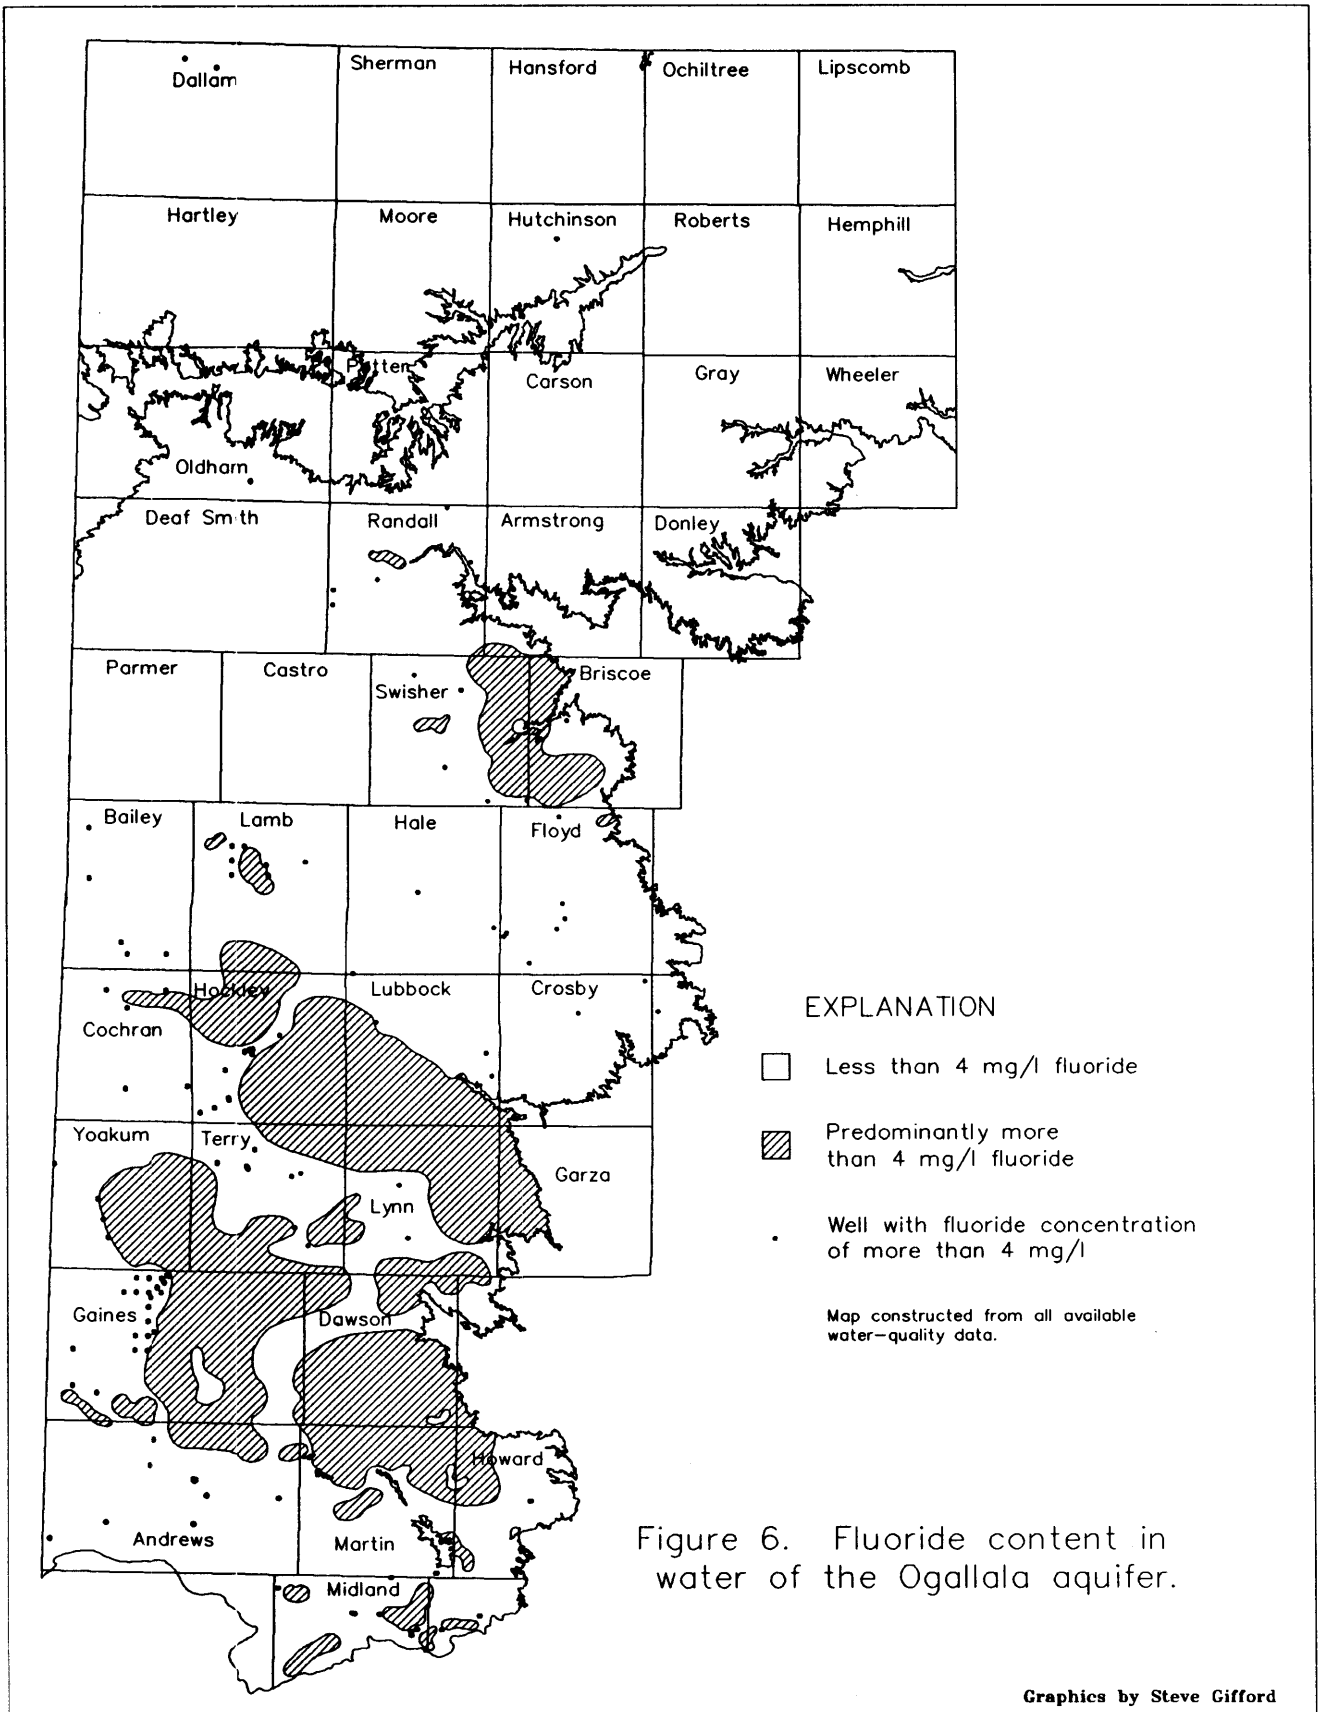 Dallam
Sherman
Hansford
Ochiltree
Lipscomb
Hartley
Moore
Hutchinson
Roberts
Hemphill
Potter
Carson
Gray
Wheeler
Oldham
Deaf Smith
Randall
Armstrong
Donley
Parmer
Castro
Swisher
Briscoe
Bailey
Lamb
Hale
Floyd
Hockley
Lubbock
Crosby
Cochran
Yoakum
Terry
Lynn
Garza
Gaines
Dawson
Howard
Andrews
Martin
Midland
EXPLANATION
Less than 4 mg/l fluoride
Predominantly more
than 4 mg/l fluoride
Well with fluoride concentration
of more than 4 mg/l
Map constructed from all available
water-quality data.
Figure 6. Fluoride content in
water of the Ogallala aquifer.
Graphics by Steve Gifford